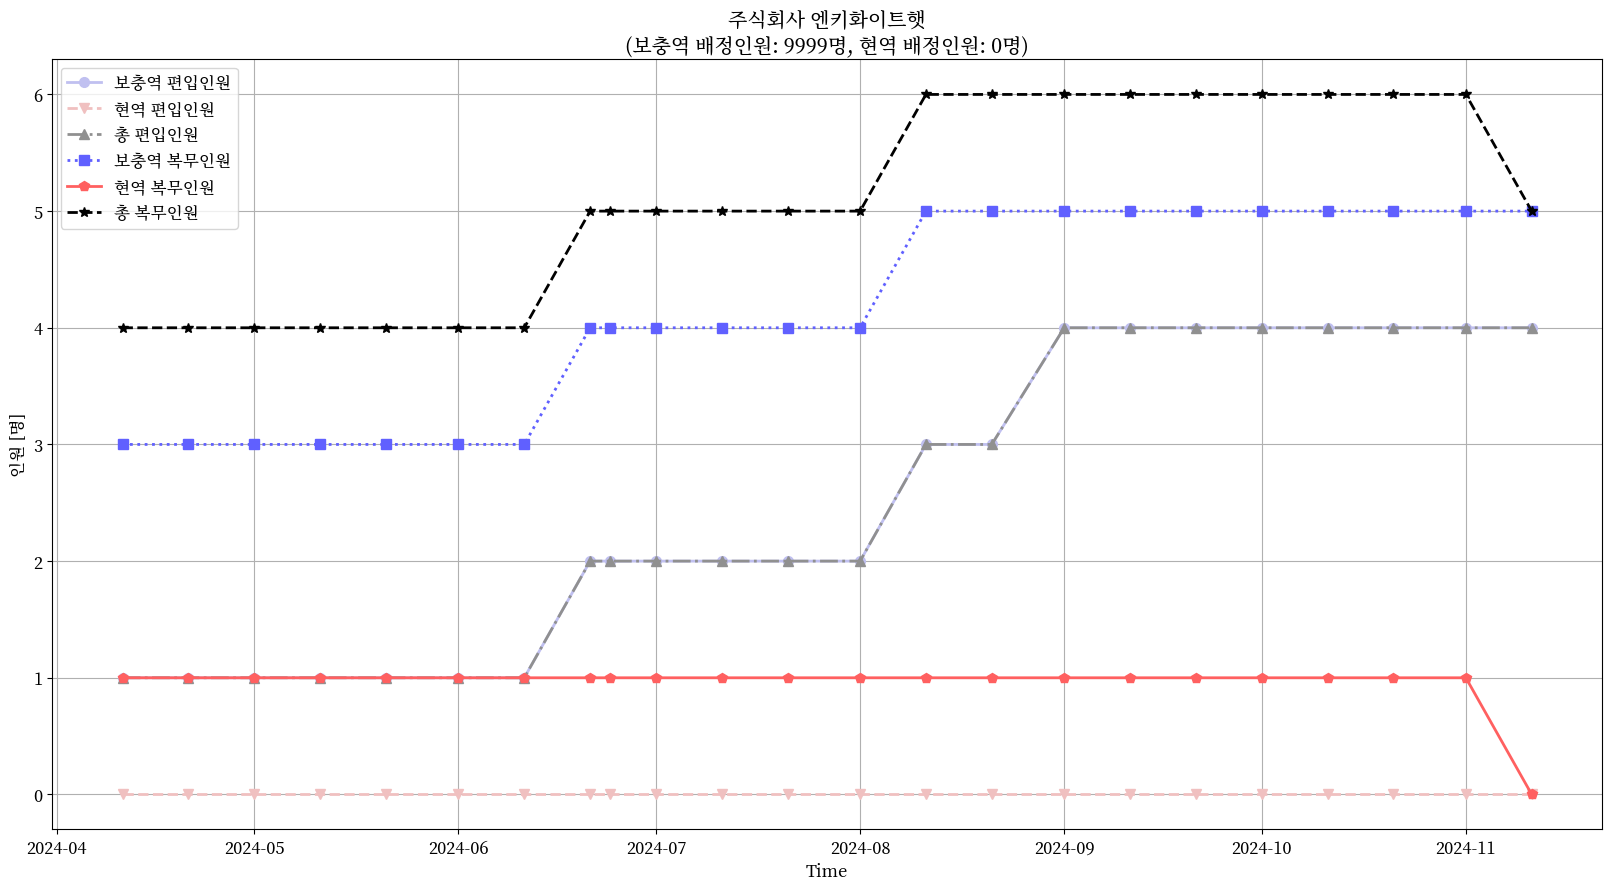 주식회사 엔키화이트햇
(보충역 배정인원: 9999명, 현역 배정인원: 0명)
보충역 편입인원
현역 편입인원
총 편입인원
보충역 복무인원
현역 복무인원
총 복무인원
인원 [명]
6
5
4
3
2
1
0
2024-04
2024-05
2024-06
2024-07
2024-08
2024-09
2024-10
2024-11
Time